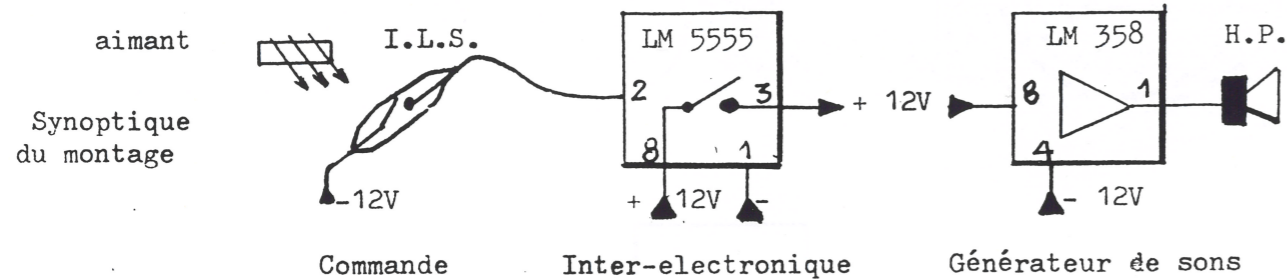 aimant
I.L.S.
LM 5555
LM 358
H.P.
2
3
+ 12V
8
1
Synoptique
du montage
8
1
4
-12V
+ 12V -
- 12V
Commande
Inter-electronique
Générateur de sons